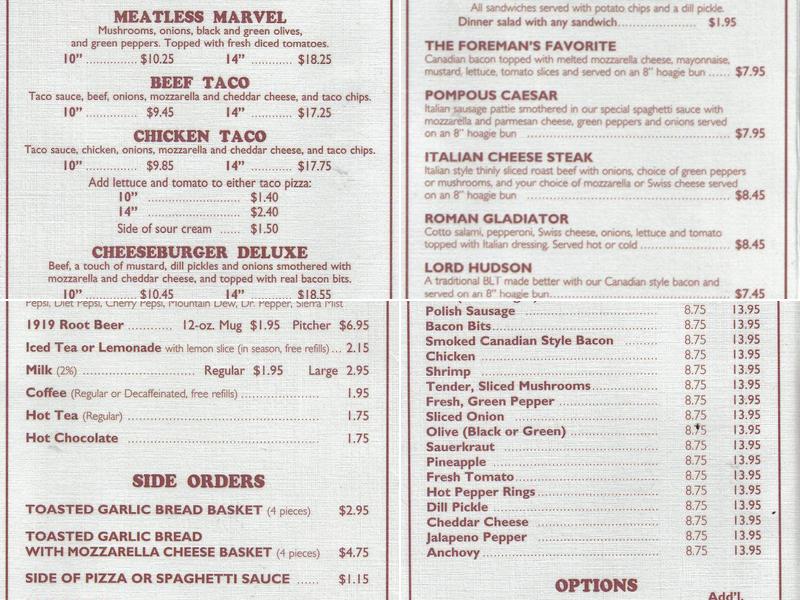 MEATLESS MARVEL
Mushrooms, onions, black and green olives,
and green peppers. Topped with fresh diced tomatoes.
10" ............... $10.25 14" ............... $18.25
BEEF TACO
Taco sauce, beef, onions, mozzarella and cheddar cheese, and taco chips.
10" ................ $9.45 14" ............... $17.25
CHICKEN TACO
Taco sauce, chicken, onions, mozzarella and cheddar cheese, and taco chips.
10" ................ $9.85 14" ............... $17.75
Add lettuce and tomato to either taco pizza:
10" .............................. $1.40
14" .............................. $2.40
Side of sour cream ...... $1.50
CHEESEBURGER DELUXE
Beef, a touch of mustard, dill pickles and onions smothered with
mozzarella and cheddar cheese, and topped with real bacon bits.
10" ............... $10.45 14" ............... $18.55
All sandwiches served with potato chips and a dill pickle.
Dinner salad with any sandwich...................... $1.95
THE FOREMAN'S FAVORITE
Canadian bacon topped with melted mozzarella cheese, mayonnaise,
mustard, lettuce, tomato slices and served on an 8" hoagie bun ...... $7.95
POMPOUS CAESAR
Italian sausage pattie smothered in our special spaghetti sauce with
mozzarella and parmesan cheese, green peppers and onions served
on an 8" hoagie bun ............................................................ $7.95
ITALIAN CHEESE STEAK
Italian style thinly sliced roast beef with onions, choice of green peppers
or mushrooms, and your choice of mozzarella or Swiss cheese served
on an 8" hoagie bun ............................................................ $8.45
ROMAN GLADIATOR
Cotto salami, pepperoni, Swiss cheese, onions, lettuce and tomato
topped with Italian dressing. Served hot or cold ........................... $8.45
LORD HUDSON
A traditional BLT made better with our Canadian style bacon and
served on an 8" hoagie bun.................................................... $7.45
Pepsi, Diet Pepsi, Cherry Pepsi, Mountain Dew, Dr. Pepper, Sierra Mist
1919 Root Beer ............ 12-oz. Mug $1.95 Pitcher $6.95
Iced Tea or Lemonade with lemon slice (in season, free refills)... 2.15
Milk (2%) .................................. Regular $1.95 Large 2.95
Coffee (Regular or Decaffeinated, free refills) ........................... 1.95
Hot Tea (Regular) .......................................................... 1.75
Hot Chocolate .............................................................. 1.75
SIDE ORDERS
TOASTED GARLIC BREAD BASKET (4 pieces) $2.95
TOASTED GARLIC BREAD
WITH MOZZARELLA CHEESE BASKET (4 pieces) $4.75
SIDE OF PIZZA OR SPAGHETTI SAUCE ...... $1.15
Polish Sausage ........................................ 8.75 13.95
Bacon Bits............................................... 8.75 13.95
Smoked Canadian Style Bacon ............ 8.75 13.95
Chicken .................................................. 8.75 13.95
Shrimp ................................................... 8.75 13.95
Tender, Sliced Mushrooms.................. 8.75 13.95
Fresh, Green Pepper ........................... 8.75 13.95
Sliced Onion ......................................... 8.75 13.95
Olive (Black or Green) ........................ 8.75 13.95
Sauerkraut ............................................. 8.75 13.95
Pineapple ............................................... 8.75 13.95
Fresh Tomato........................................ 8.75 13.95
Hot Pepper Rings................................. 8.75 13.95
Dill Pickle ............................................... 8.75 13.95
Cheddar Cheese ................................... 8.75 13.95
Jalapeno Pepper ................................... 8.75 13.95
Anchovy.................................................. 8.75 13.95
OPTIONS
Add'l.